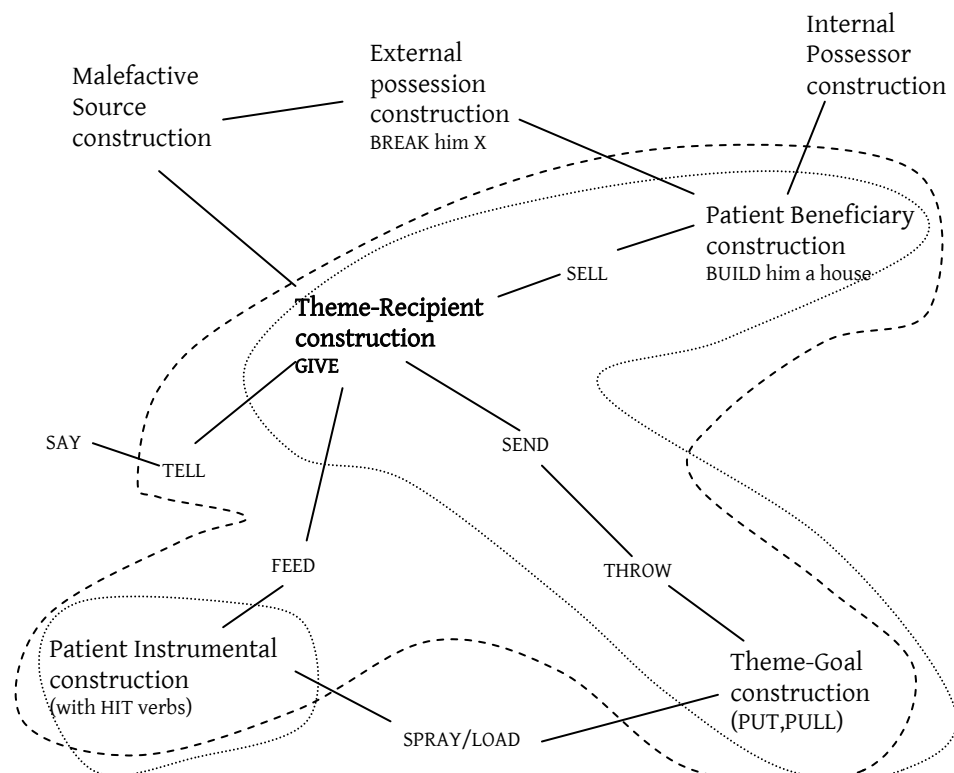 Internal
Possessor
construction
External
possession
construction
BREAK him X
Malefactive
Source
construction
Patient Beneficiary
construction
BUILD him a house
SELL
Theme-Recipient
construction
GIVE
SAY
TELL
SEND
FEED
THROW
Patient Instrumental
construction
(with HIT verbs)
Theme-Goal
construction
(PUT,PULL)
SPRAY/LOAD